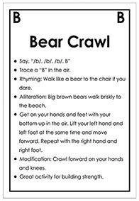 B B
Bear Crawl
• Say, "/b/, /b/, /b/, B"
• Trace a "B" in the air.
• Rhyming: Walk like a bear to the chair if you
dare.
• Alliteration: Big brown bears walk briskly to
the beach.
• Get on your hands and feet with your
bottom up in the air. Lift your left hand and
left foot at the same time and move
forward. Repeat with the right hand and
right foot.
• Modification: Crawl forward on your hands
and knees.
• Great activity for building strength.